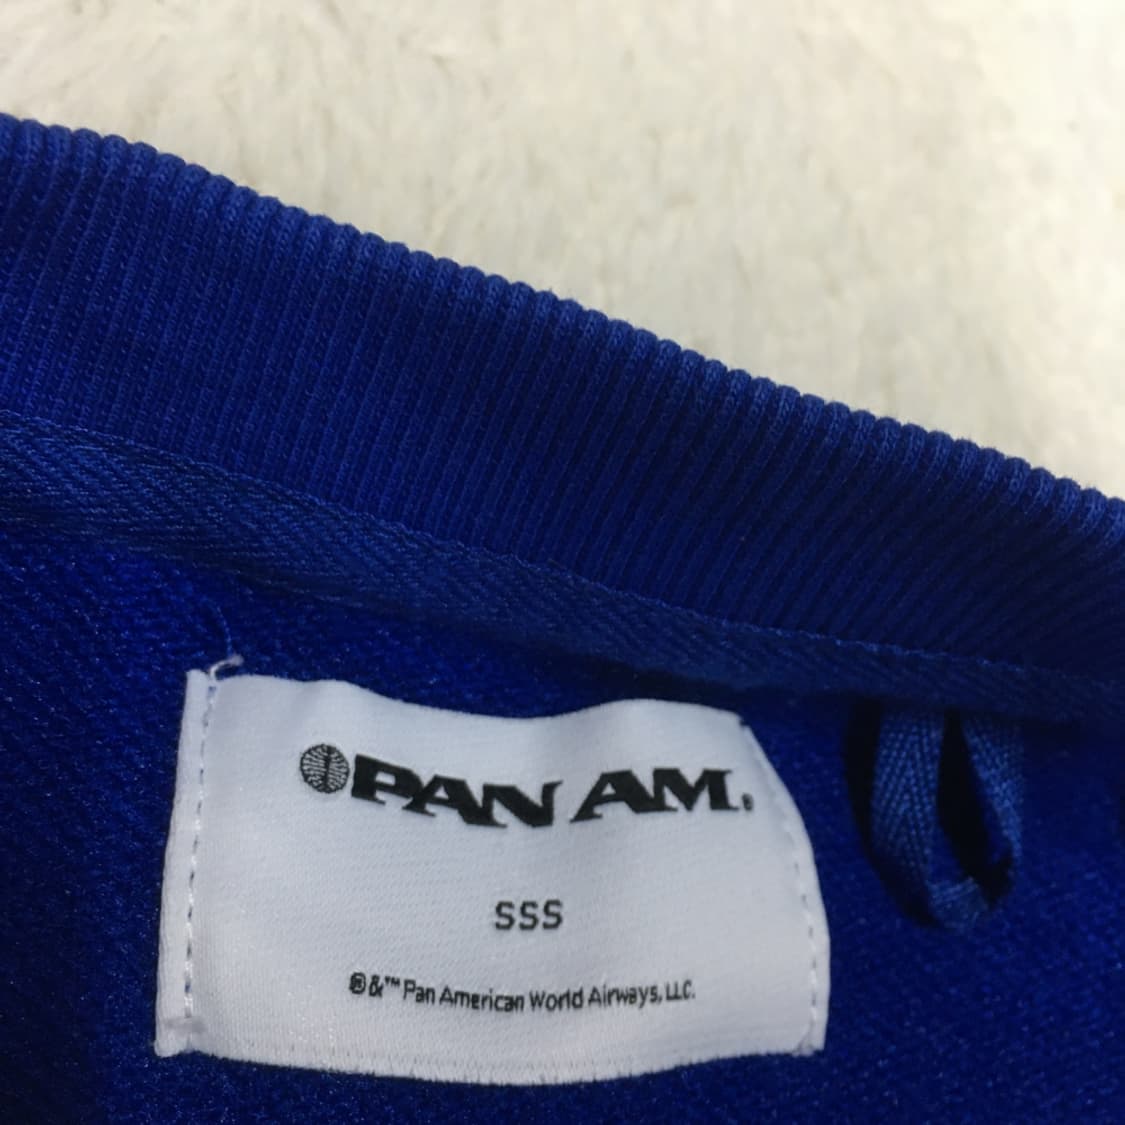 PAN AM®
SSS
®&™ Pan American World Airways, LLC.